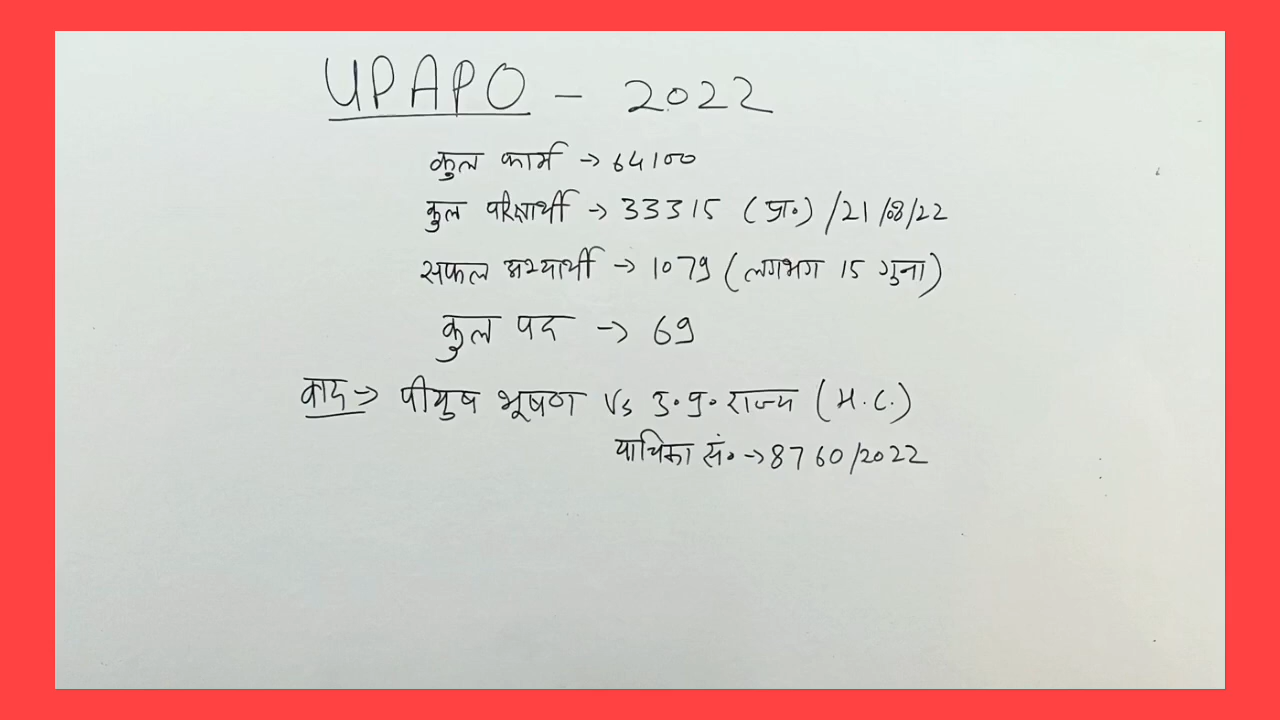 UPAPO - 2022
कुल फार्म → 64100
कुल परिक्षार्थी → 33315 (प्रा०) /21/08/22
सफल अभ्यार्थी → 1079 (लगभग 15 गुना)
कुल पद → 69
वाद → पीयुष भूषण Vs उ.प्र. राज्य (H.C.)
याचिका सं. → 8760/2022